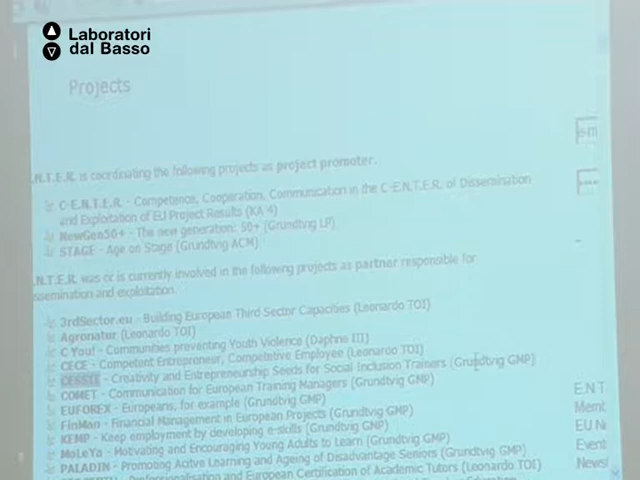 Laboratori
dal Basso
Projects
.N.T.E.R. is coordinating the following projects as project promoter.
C-E.N.T.E.R. - Competence, Cooperation, Communication in the C-E.N.T.E.R. of Dissemination
and Exploitation of EU Project Results (KA 4)
NewGen50+ - The new generation: 50+ (Grundtvig LP)
STAGE - Age on Stage (Grundtvig ACM)
.N.T.E.R. was or is currently involved in the following projects as partner responsible for
ssemination and exploitation.
3rdSector.eu - Building European Third Sector Capacities (Leonardo TOI)
Agronatur (Leonardo TOI)
C You! - Communities preventing Youth Violence (Daphne III)
CECE - Competent Entrepreneur, Competitive Employee (Leonardo TOI)
- Creativity and Entrepreneurship Seeds for Social Inclusion Trainers (Grundtvig GMP)
COMET - Communication for European Training Managers (Grundtvig GMP)
EUFOREX - Europeans, for example (Grundtvig GMP)
FinMan - Financial Management in European Projects (Grundtvig GMP)
KEMP - Keep employment by developing e-skills (Grundtvig GMP)
MoLeYa - Motivating and Encouraging Young Adults to Learn (Grundtvig GMP)
PALADIN - Promoting Active Learning and Ageing of Disadvantage Seniors (Grundtvig GMP)
Professionalisation and European Certification of Academic Tutors (Leonardo TOI)
E.N.T
Memb
EU N
Event
News